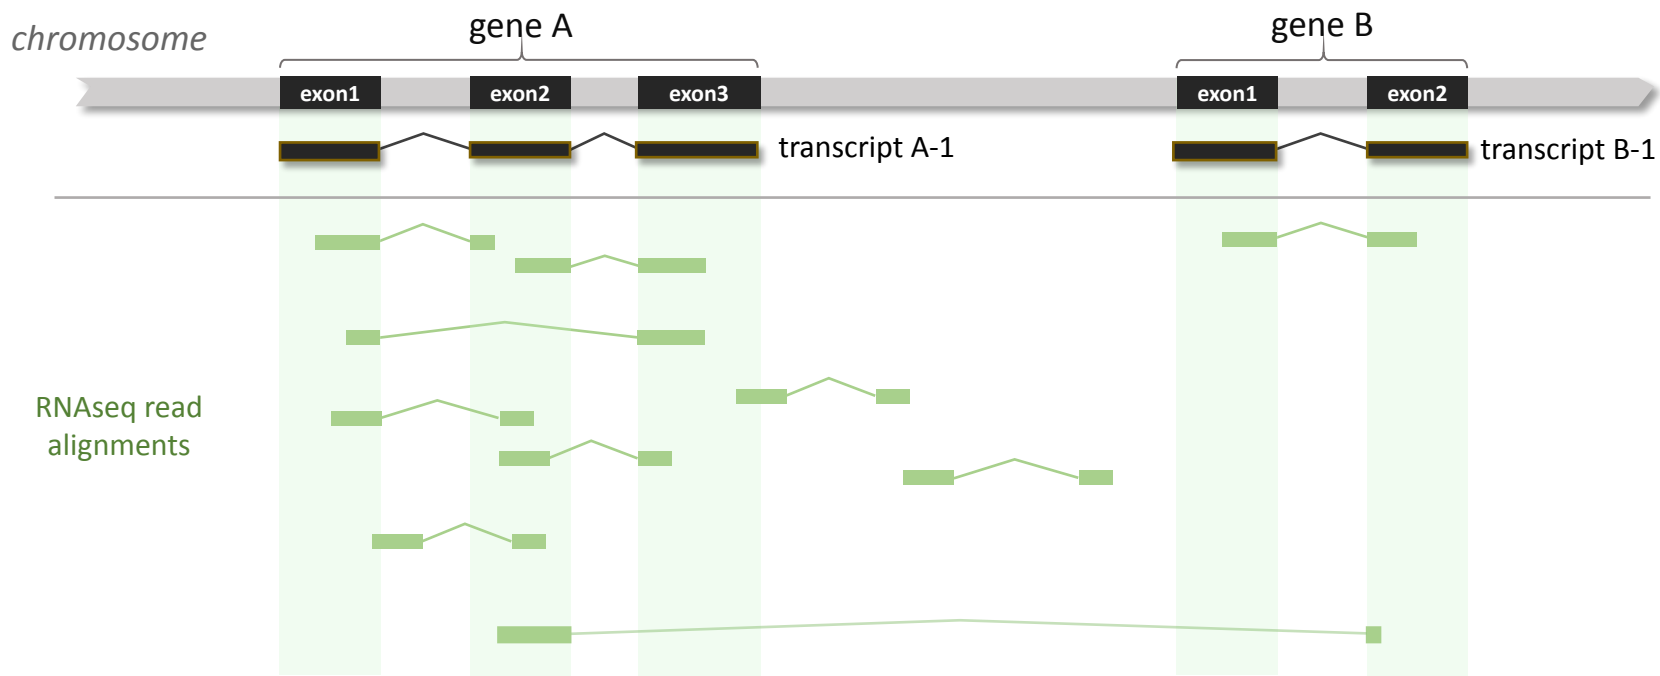 chromosome
gene A
gene B
exon1
exon2
exon3
exon1
exon2
transcript A-1
transcript B-1
RNAseq read
alignments